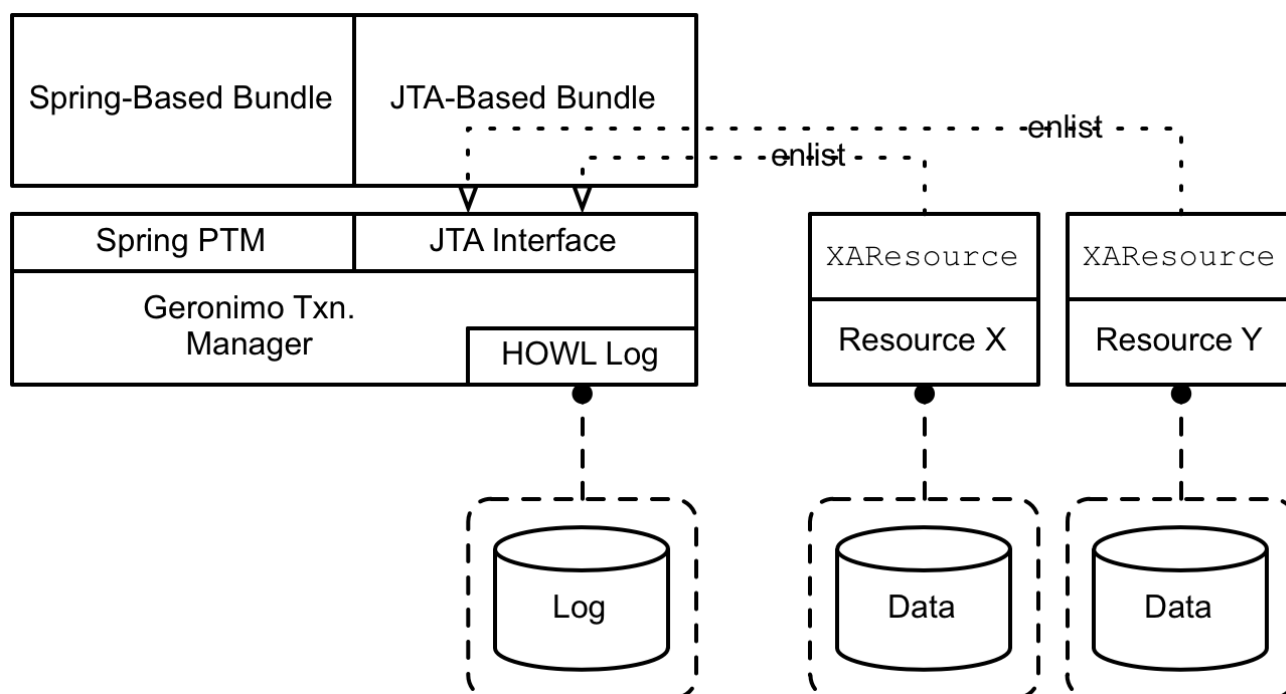 Spring-Based Bundle
JTA-Based Bundle
enlist
enlist
Spring PTM
JTA Interface
XAResource
XAResource
Geronimo Txn.
Manager
HOWL Log
Resource X
Resource Y
Log
Data
Data